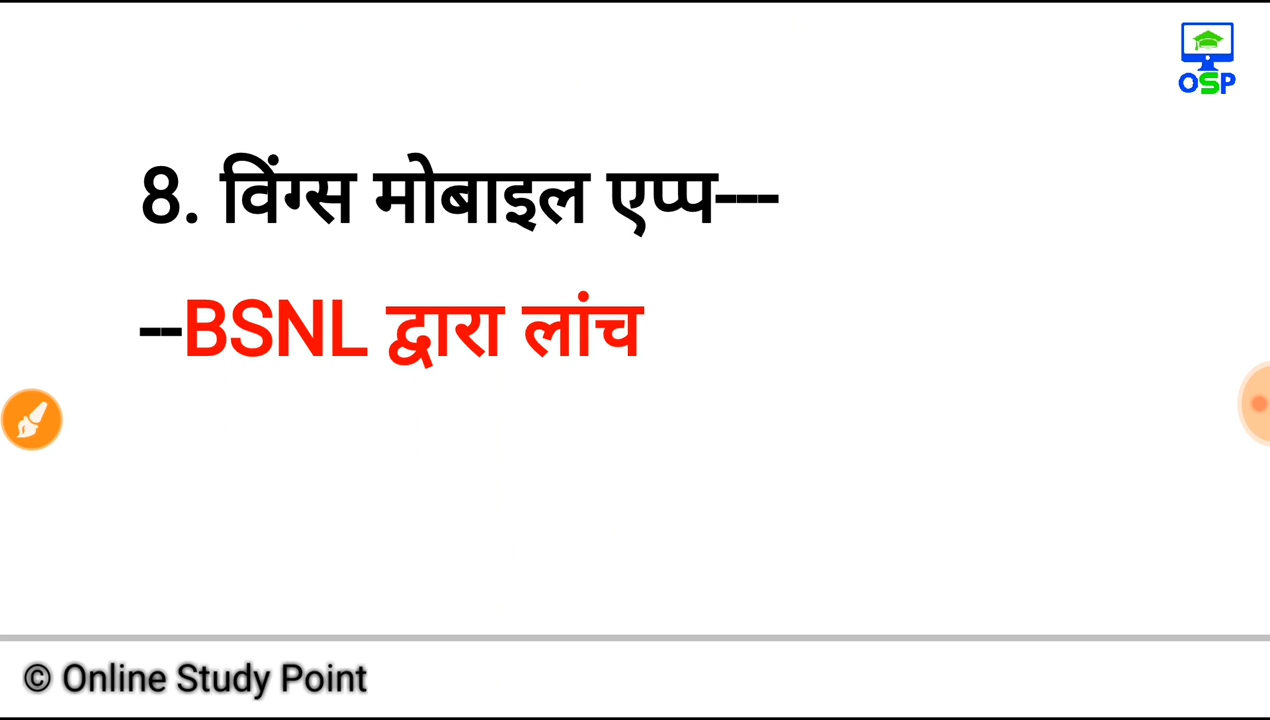 OSP
8. विंग्स मोबाइल एप्प---
--BSNL द्वारा लांच
© Online Study Point